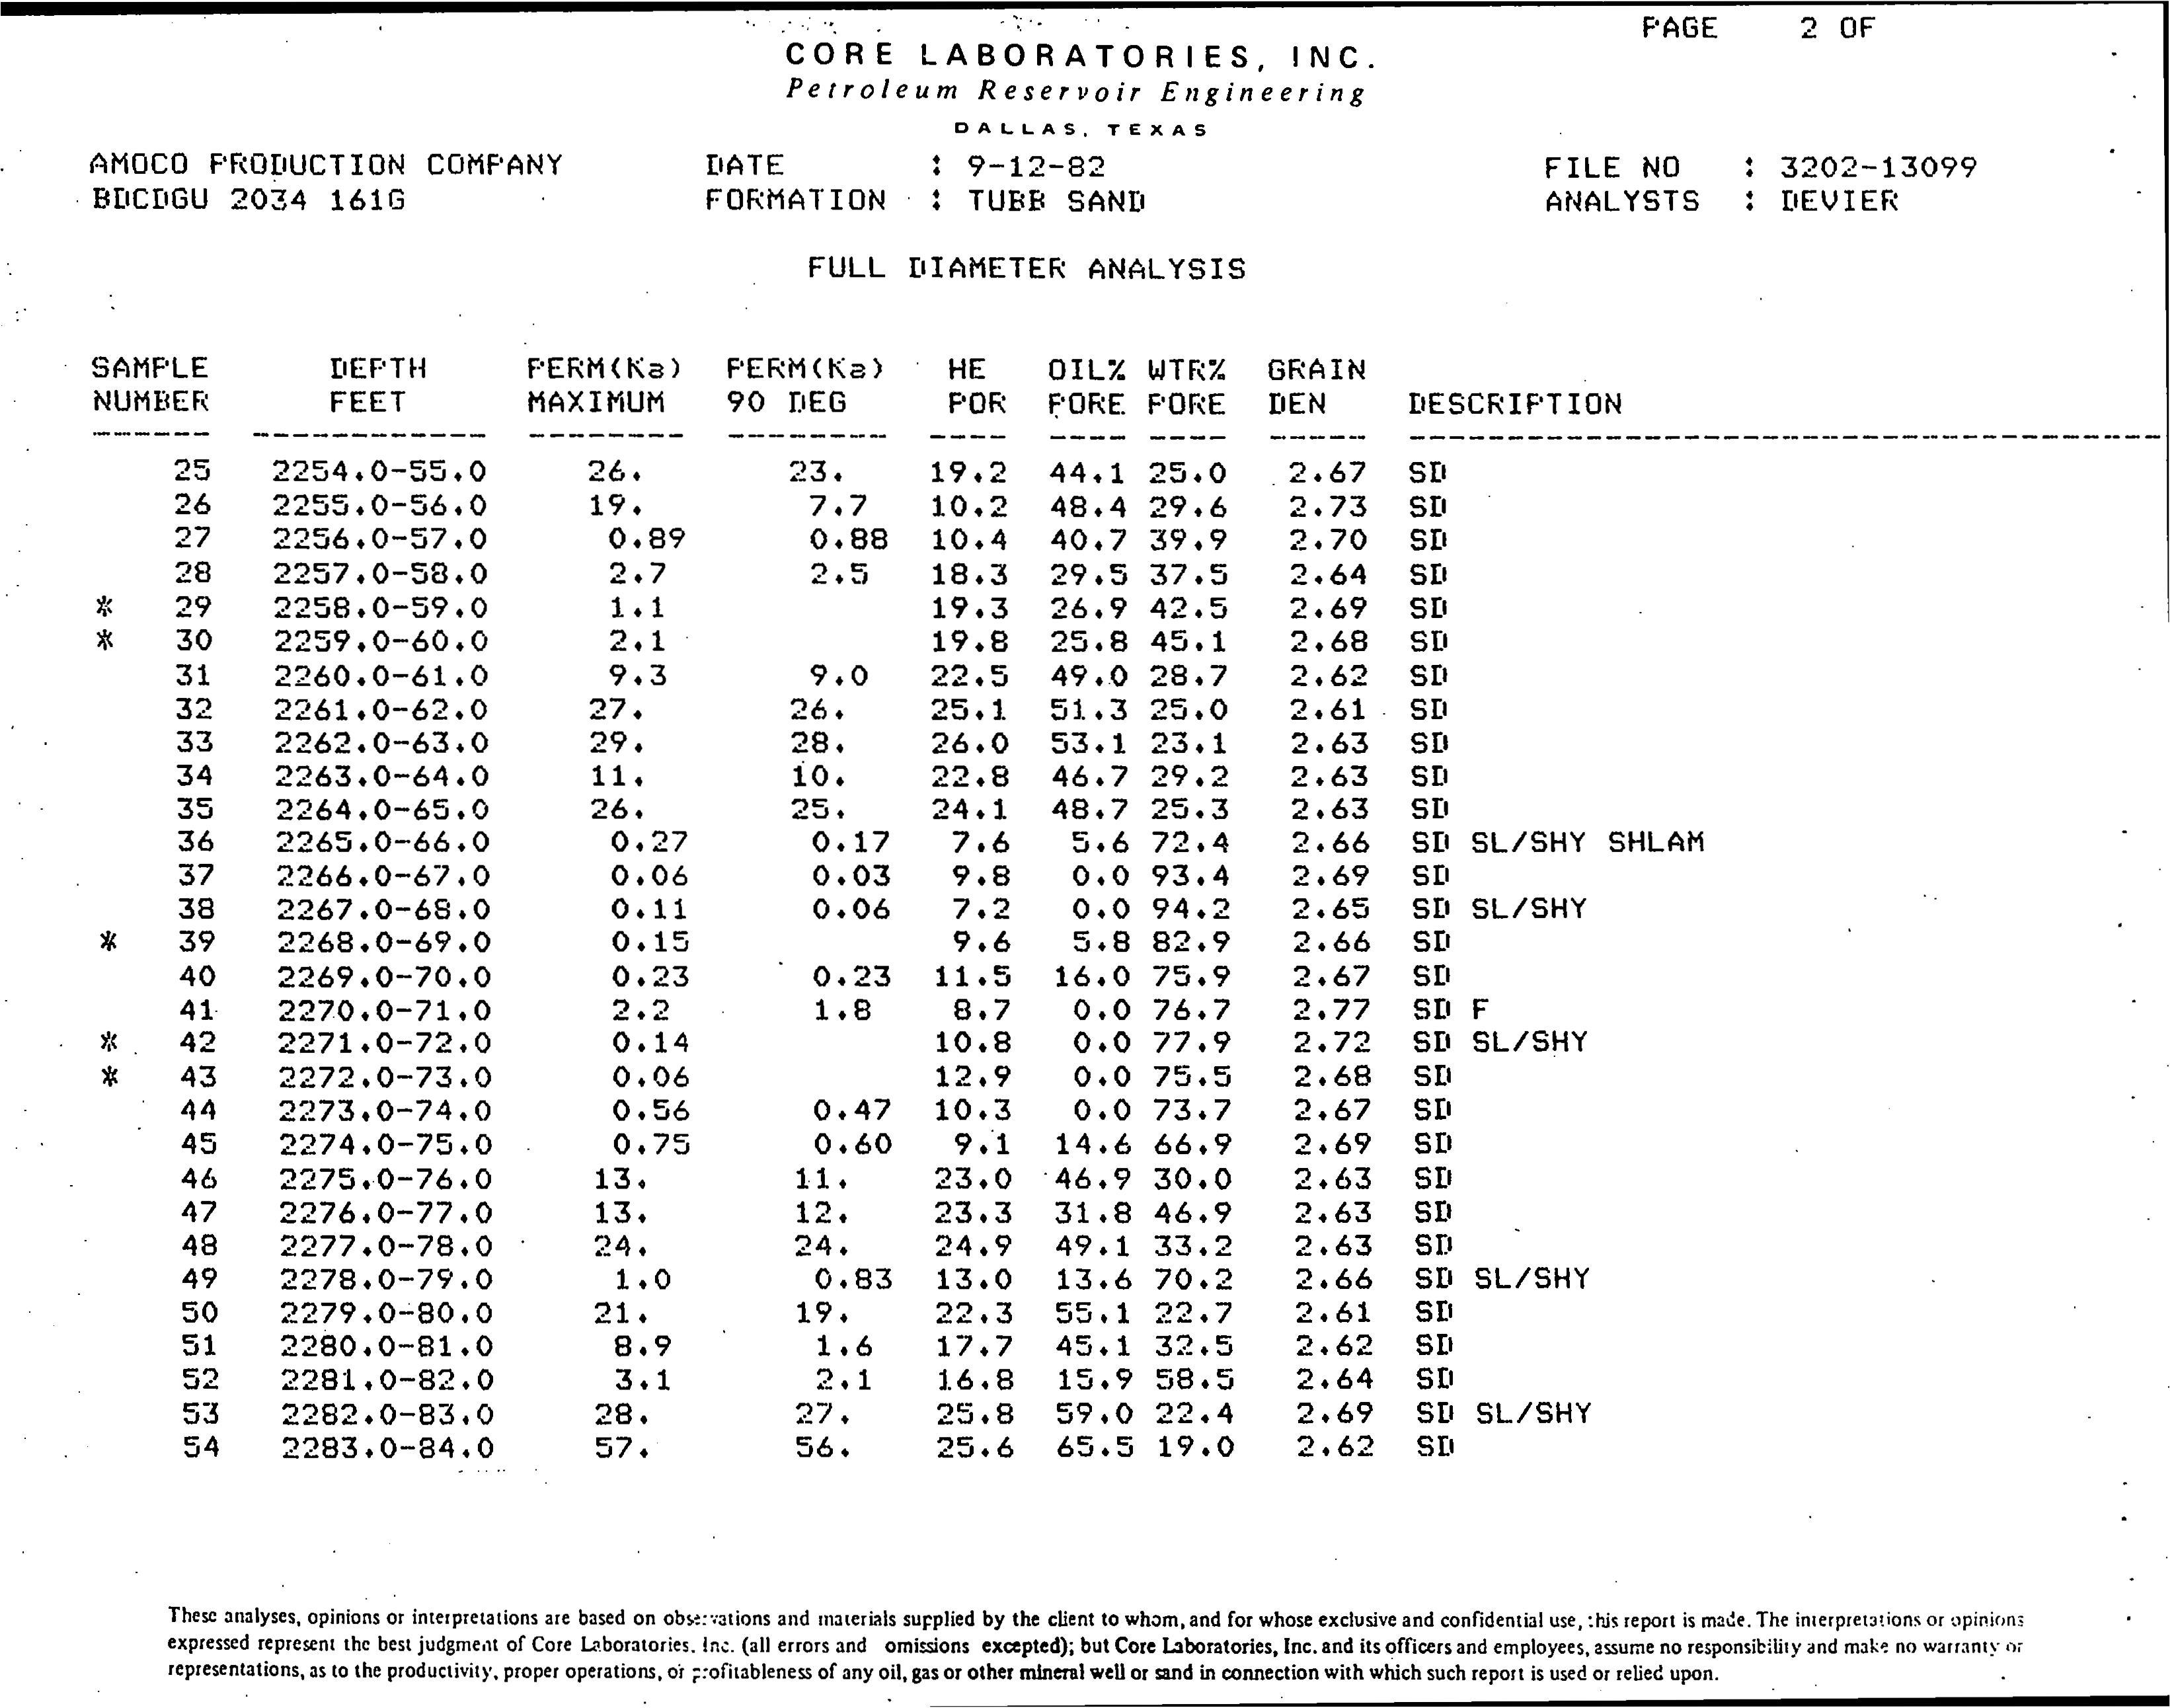 PAGE 2 OF
CORE LABORATORIES, INC.
Petroleum Reservoir Engineering
DALLAS, TEXAS
AMOCO PRODUCTION COMPANY DATE : 9-12-82 FILE NO : 3202-13099
BDCDGU 2034 161G FORMATION : TUBB SAND ANALYSTS : DEVIER
FULL DIAMETER ANALYSIS
SAMPLE DEPTH PERM(Ka) PERM(Ka) HE OIL% WTR% GRAIN
NUMBER FEET MAXIMUM 90 DEG POR PORE PORE DEN DESCRIPTION
25 2254.0-55.0 26. 23. 19.2 44.1 25.0 2.67 SD
26 2255.0-56.0 19. 7.7 10.2 48.4 29.6 2.73 SD
27 2256.0-57.0 0.89 0.88 10.4 40.7 39.9 2.70 SD
28 2257.0-58.0 2.7 2.5 18.3 29.5 37.5 2.64 SD
* 29 2258.0-59.0 1.1 19.3 26.9 42.5 2.69 SD
* 30 2259.0-60.0 2.1 19.8 25.8 45.1 2.68 SD
31 2260.0-61.0 9.3 9.0 22.5 49.0 28.7 2.62 SD
32 2261.0-62.0 27. 26. 25.1 51.3 25.0 2.61 SD
33 2262.0-63.0 29. 28. 26.0 53.1 23.1 2.63 SD
34 2263.0-64.0 11. 10. 22.8 46.7 29.2 2.63 SD
35 2264.0-65.0 26. 25. 24.1 48.7 25.3 2.63 SD
36 2265.0-66.0 0.27 0.17 7.6 5.6 72.4 2.66 SD SL/SHY SHLAM
37 2266.0-67.0 0.06 0.03 9.8 0.0 93.4 2.69 SD
38 2267.0-68.0 0.11 0.06 7.2 0.0 94.2 2.65 SD SL/SHY
* 39 2268.0-69.0 0.15 9.6 5.8 82.9 2.66 SD
40 2269.0-70.0 0.23 0.23 11.5 16.0 75.9 2.67 SD
41 2270.0-71.0 2.2 1.8 8.7 0.0 76.7 2.77 SD F
* 42 2271.0-72.0 0.14 10.8 0.0 77.9 2.72 SD SL/SHY
* 43 2272.0-73.0 0.06 12.9 0.0 75.5 2.68 SD
44 2273.0-74.0 0.56 0.47 10.3 0.0 73.7 2.67 SD
45 2274.0-75.0 0.75 0.60 9.1 14.6 66.9 2.69 SD
46 2275.0-76.0 13. 11. 23.0 46.9 30.0 2.63 SD
47 2276.0-77.0 13. 12. 23.3 31.8 46.9 2.63 SD
48 2277.0-78.0 24. 24. 24.9 49.1 33.2 2.63 SD
49 2278.0-79.0 1.0 0.83 13.0 13.6 70.2 2.66 SD SL/SHY
50 2279.0-80.0 21. 19. 22.3 55.1 22.7 2.61 SD
51 2280.0-81.0 8.9 1.6 17.7 45.1 32.5 2.62 SD
52 2281.0-82.0 3.1 2.1 16.8 15.9 58.5 2.64 SD
53 2282.0-83.0 28. 27. 25.8 59.0 22.4 2.69 SD SL/SHY
54 2283.0-84.0 57. 56. 25.6 65.5 19.0 2.62 SD
These analyses, opinions or interpretations are based on observations and materials supplied by the client to whom, and for whose exclusive and confidential use, this report is made. The interpretations or opinions
expressed represent the best judgment of Core Laboratories, Inc. (all errors and omissions excepted); but Core Laboratories, Inc. and its officers and employees, assume no responsibility and make no warranty or
representations, as to the productivity, proper operations, or profitableness of any oil, gas or other mineral well or sand in connection with which such report is used or relied upon.